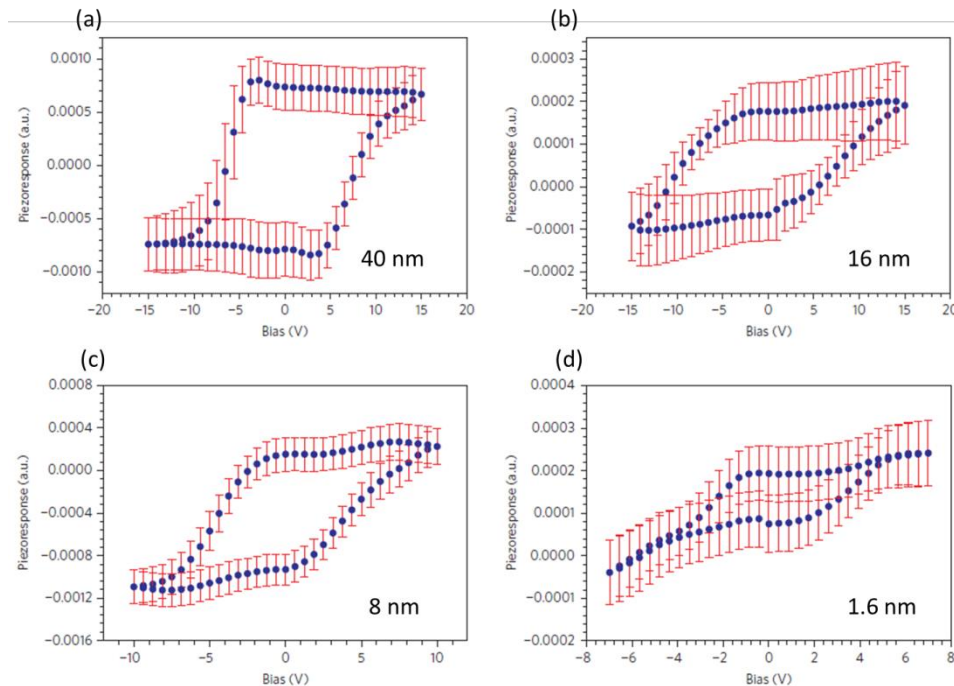 (a)
0.0010
0.0005
0.0000
−0.0005
−0.0010
Piezoresponse (a.u.)
40 nm
−20 −15 −10 −5 0 5 10 15 20
Bias (V)
(b)
0.0003
0.0002
0.0001
0.0000
−0.0001
−0.0002
Piezoresponse (a.u.)
16 nm
−20 −15 −10 −5 0 5 10 15 20
Bias (V)
(c)
0.0008
0.0004
0.0000
−0.0004
−0.0008
−0.0012
−0.0016
Piezoresponse (a.u.)
8 nm
−10 −5 0 5 10
Bias (V)
(d)
0.0004
0.0003
0.0002
0.0001
0.0000
−0.0001
−0.0002
Piezoresponse (a.u.)
1.6 nm
−8 −6 −4 −2 0 2 4 6 8
Bias (V)